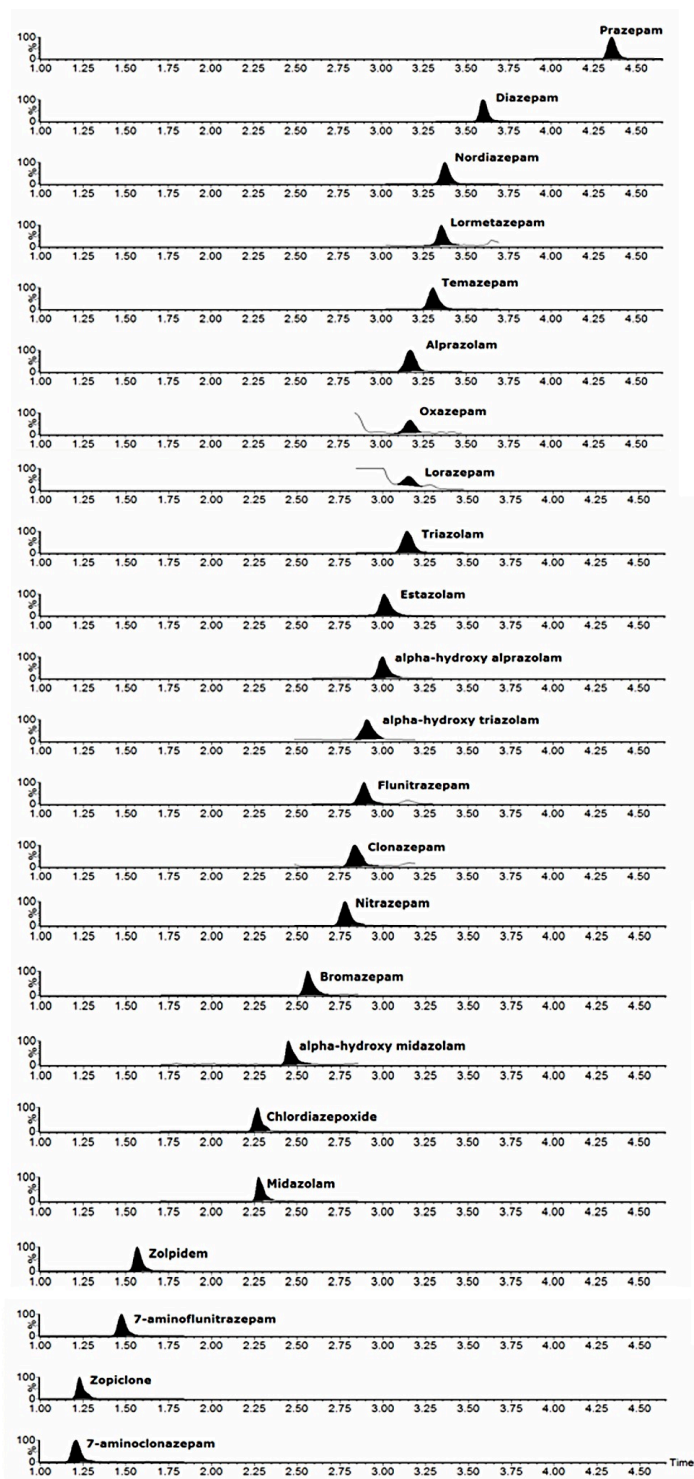 Prazepam
100
%
0
1.00 1.25 1.50 1.75 2.00 2.25 2.50 2.75 3.00 3.25 3.50 3.75 4.00 4.25 4.50
Diazepam
100
%
0
1.00 1.25 1.50 1.75 2.00 2.25 2.50 2.75 3.00 3.25 3.50 3.75 4.00 4.25 4.50
Nordiazepam
100
%
0
1.00 1.25 1.50 1.75 2.00 2.25 2.50 2.75 3.00 3.25 3.50 3.75 4.00 4.25 4.50
Lormetazepam
100
%
0
1.00 1.25 1.50 1.75 2.00 2.25 2.50 2.75 3.00 3.25 3.50 3.75 4.00 4.25 4.50
Temazepam
100
%
0
1.00 1.25 1.50 1.75 2.00 2.25 2.50 2.75 3.00 3.25 3.50 3.75 4.00 4.25 4.50
Alprazolam
100
%
0
1.00 1.25 1.50 1.75 2.00 2.25 2.50 2.75 3.00 3.25 3.50 3.75 4.00 4.25 4.50
Oxazepam
100
%
0
1.00 1.25 1.50 1.75 2.00 2.25 2.50 2.75 3.00 3.25 3.50 3.75 4.00 4.25 4.50
Lorazepam
100
%
0
1.00 1.25 1.50 1.75 2.00 2.25 2.50 2.75 3.00 3.25 3.50 3.75 4.00 4.25 4.50
Triazolam
100
%
0
1.00 1.25 1.50 1.75 2.00 2.25 2.50 2.75 3.00 3.25 3.50 3.75 4.00 4.25 4.50
Estazolam
100
%
0
1.00 1.25 1.50 1.75 2.00 2.25 2.50 2.75 3.00 3.25 3.50 3.75 4.00 4.25 4.50
alpha-hydroxy alprazolam
100
%
0
1.00 1.25 1.50 1.75 2.00 2.25 2.50 2.75 3.00 3.25 3.50 3.75 4.00 4.25 4.50
alpha-hydroxy triazolam
100
%
0
1.00 1.25 1.50 1.75 2.00 2.25 2.50 2.75 3.00 3.25 3.50 3.75 4.00 4.25 4.50
Flunitrazepam
100
%
0
1.00 1.25 1.50 1.75 2.00 2.25 2.50 2.75 3.00 3.25 3.50 3.75 4.00 4.25 4.50
Clonazepam
100
%
0
1.00 1.25 1.50 1.75 2.00 2.25 2.50 2.75 3.00 3.25 3.50 3.75 4.00 4.25 4.50
Nitrazepam
100
%
0
1.00 1.25 1.50 1.75 2.00 2.25 2.50 2.75 3.00 3.25 3.50 3.75 4.00 4.25 4.50
Bromazepam
100
%
0
1.00 1.25 1.50 1.75 2.00 2.25 2.50 2.75 3.00 3.25 3.50 3.75 4.00 4.25 4.50
alpha-hydroxy midazolam
100
%
0
1.00 1.25 1.50 1.75 2.00 2.25 2.50 2.75 3.00 3.25 3.50 3.75 4.00 4.25 4.50
Chlordiazepoxide
100
%
0
1.00 1.25 1.50 1.75 2.00 2.25 2.50 2.75 3.00 3.25 3.50 3.75 4.00 4.25 4.50
Midazolam
100
%
0
1.00 1.25 1.50 1.75 2.00 2.25 2.50 2.75 3.00 3.25 3.50 3.75 4.00 4.25 4.50
Zolpidem
100
%
0
1.00 1.25 1.50 1.75 2.00 2.25 2.50 2.75 3.00 3.25 3.50 3.75 4.00 4.25 4.50
7-aminoflunitrazepam
100
%
0
1.00 1.25 1.50 1.75 2.00 2.25 2.50 2.75 3.00 3.25 3.50 3.75 4.00 4.25 4.50
Zopiclone
100
%
0
1.00 1.25 1.50 1.75 2.00 2.25 2.50 2.75 3.00 3.25 3.50 3.75 4.00 4.25 4.50
7-aminoclonazepam
100
%
0
Time
1.00 1.25 1.50 1.75 2.00 2.25 2.50 2.75 3.00 3.25 3.50 3.75 4.00 4.25 4.50